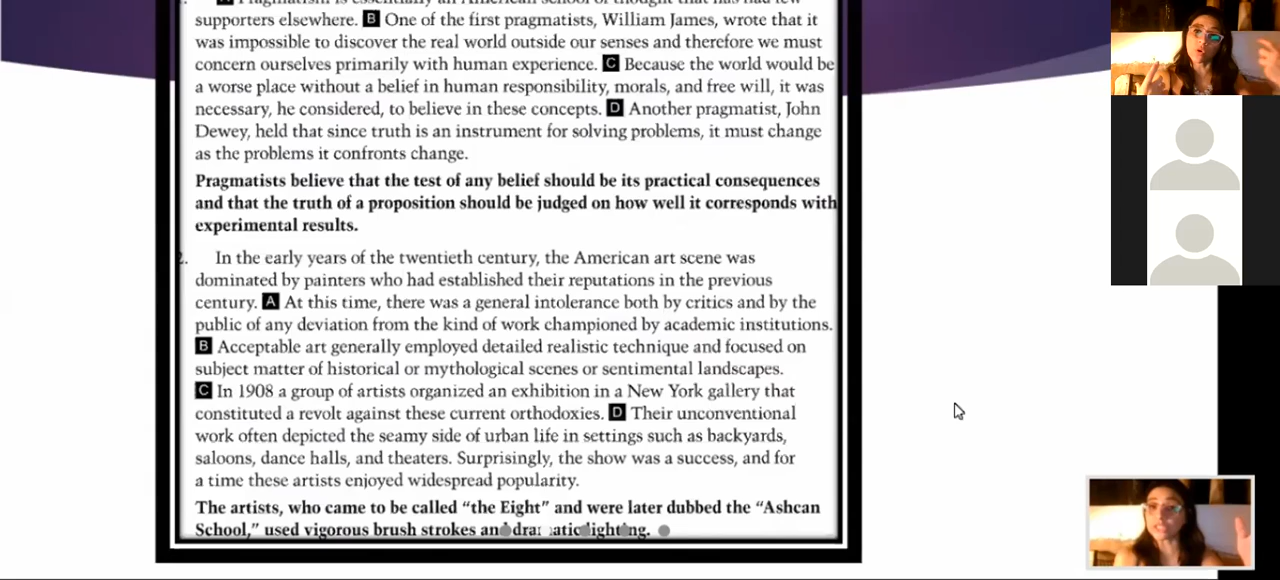 supporters elsewhere. B One of the first pragmatists, William James, wrote that it
was impossible to discover the real world outside our senses and therefore we must
concern ourselves primarily with human experience. C Because the world would be
a worse place without a belief in human responsibility, morals, and free will, it was
necessary, he considered, to believe in these concepts. D Another pragmatist, John
Dewey, held that since truth is an instrument for solving problems, it must change
as the problems it confronts change.
Pragmatists believe that the test of any belief should be its practical consequences
and that the truth of a proposition should be judged on how well it corresponds with
experimental results.
In the early years of the twentieth century, the American art scene was
dominated by painters who had established their reputations in the previous
century. A At this time, there was a general intolerance both by critics and by the
public of any deviation from the kind of work championed by academic institutions.
B Acceptable art generally employed detailed realistic technique and focused on
subject matter of historical or mythological scenes or sentimental landscapes.
C In 1908 a group of artists organized an exhibition in a New York gallery that
constituted a revolt against these current orthodoxies. D Their unconventional
work often depicted the seamy side of urban life in settings such as backyards,
saloons, dance halls, and theaters. Surprisingly, the show was a success, and for
a time these artists enjoyed widespread popularity.
The artists, who came to be called “the Eight” and were later dubbed the “Ashcan
School,” used vigorous brush strokes and dramatic lighting.